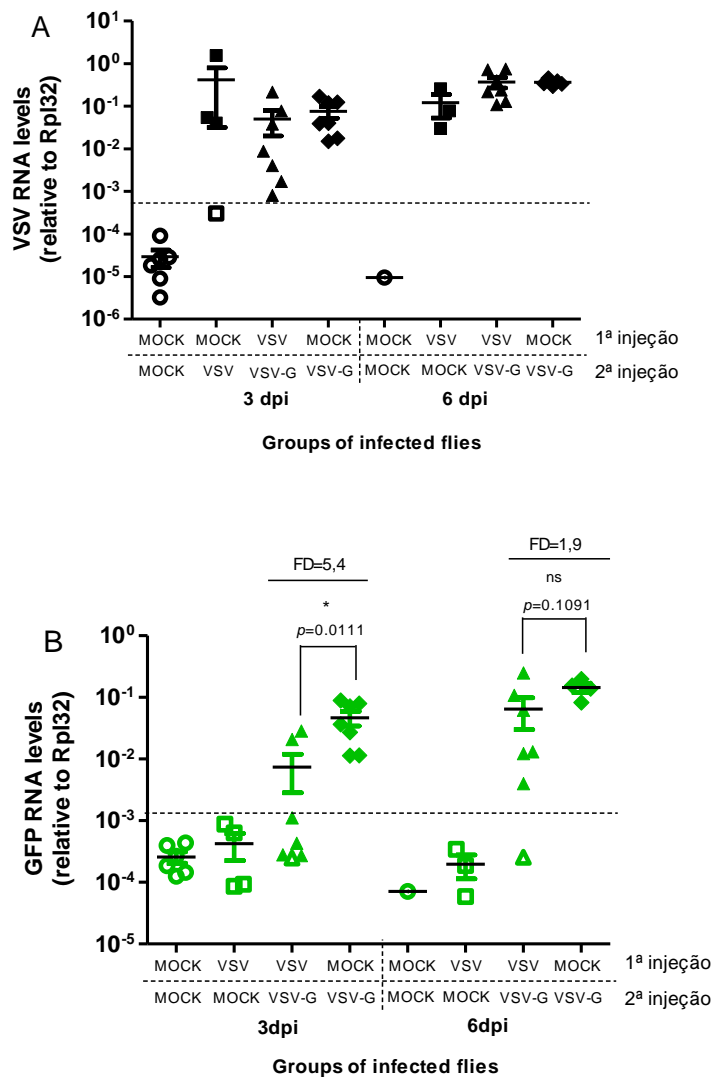 A
VSV RNA levels
(relative to Rpl32)
10^1
10^0
10^-1
10^-2
10^-3
10^-4
10^-5
10^-6
MOCK MOCK VSV MOCK MOCK VSV VSV MOCK 1ª injeção
MOCK VSV VSV-G VSV-G MOCK MOCK VSV-G VSV-G 2ª injeção
3 dpi 6 dpi
Groups of infected flies
FD=5,4 FD=1,9
* ns
p=0.0111 p=0.1091
B
GFP RNA levels
(relative to Rpl32)
10^0
10^-1
10^-2
10^-3
10^-4
10^-5
MOCK VSV VSV MOCK MOCK VSV VSV MOCK 1ª injeção
MOCK MOCK VSV-G VSV-G MOCK MOCK VSV-G VSV-G 2ª injeção
3dpi 6dpi
Groups of infected flies